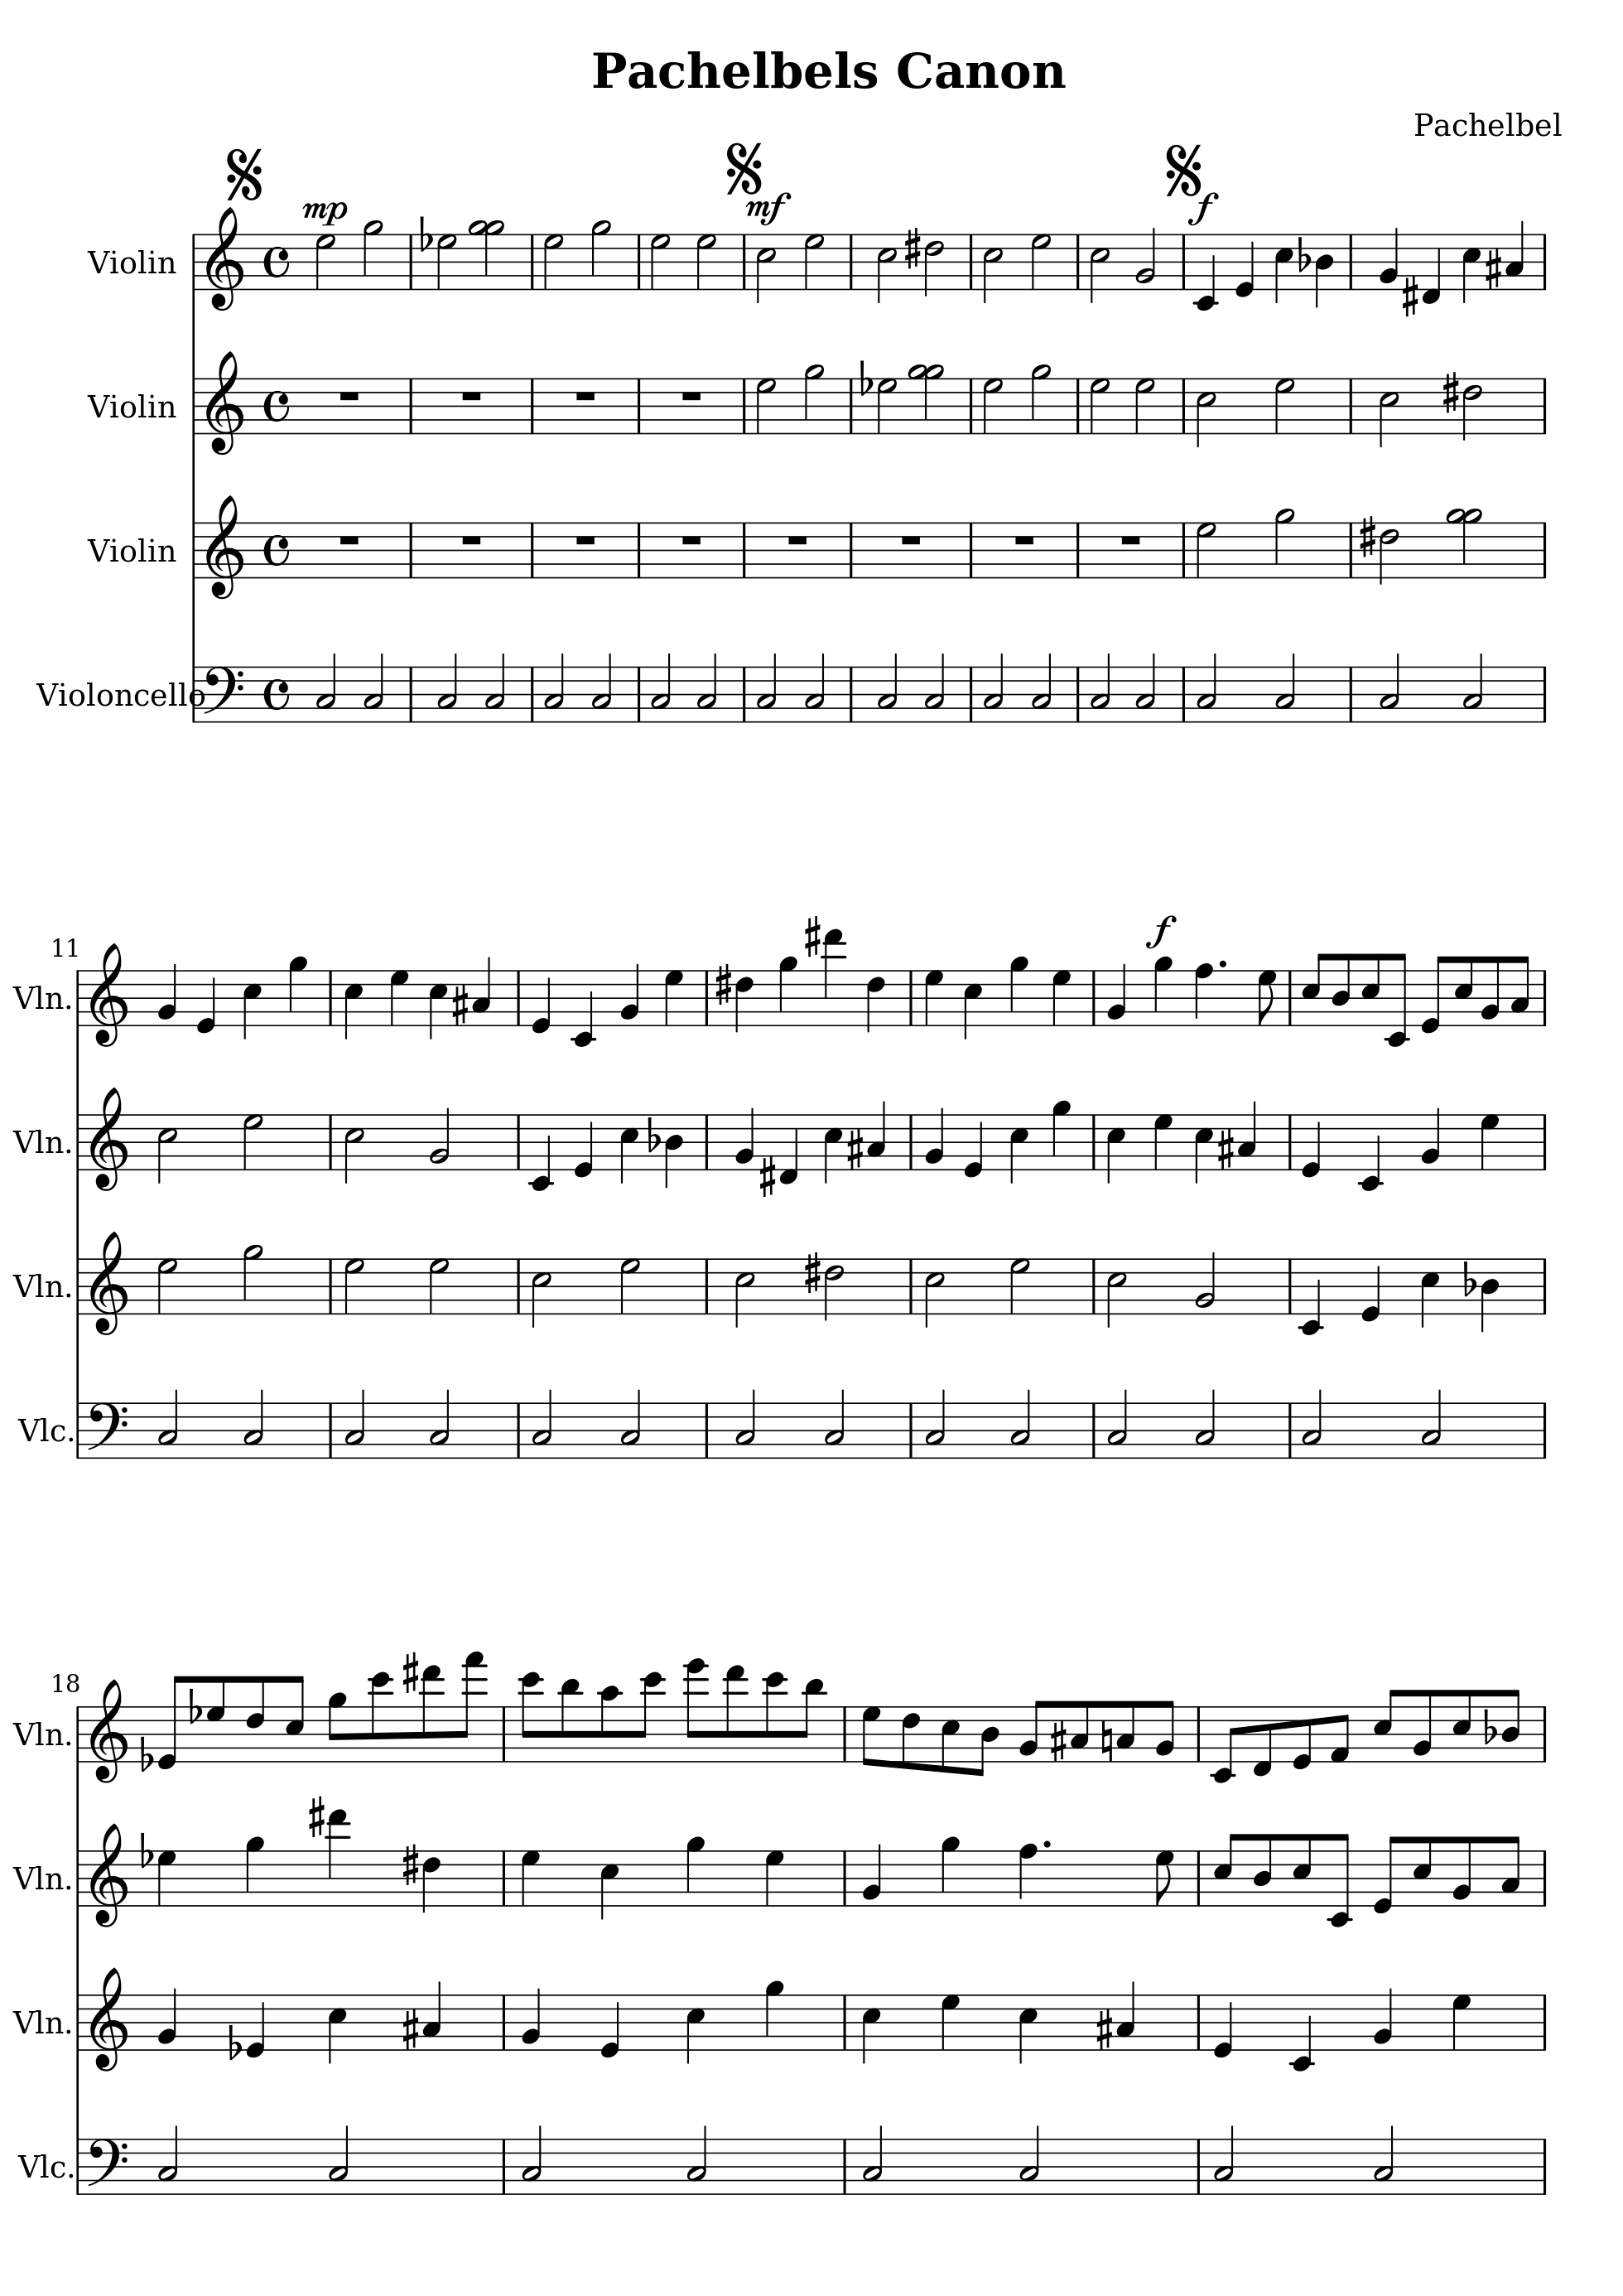 Pachelbels Canon
Pachelbel
mp
mf
f
Violin
Violin
Violin
Violoncello
11
f
Vln.
Vln.
Vln.
Vlc.
18
Vln.
Vln.
Vln.
Vlc.